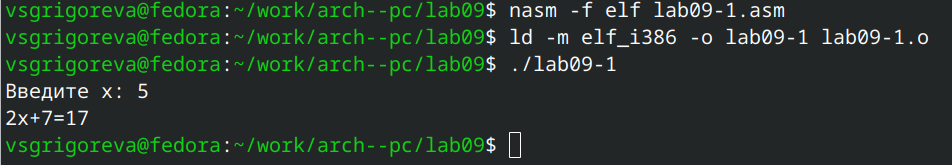 vsgrigoreva@fedora:~/work/arch--pc/lab09$ nasm -f elf lab09-1.asm
vsgrigoreva@fedora:~/work/arch--pc/lab09$ ld -m elf_i386 -o lab09-1 lab09-1.o
vsgrigoreva@fedora:~/work/arch--pc/lab09$ ./lab09-1
Введите x: 5
2x+7=17
vsgrigoreva@fedora:~/work/arch--pc/lab09$